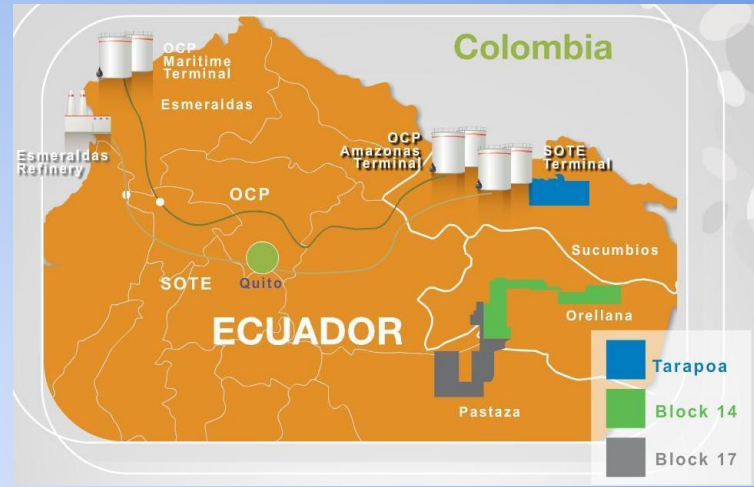 Colombia
OCP
Maritime
Terminal
Esmeraldas
Esmeraldas
Refinery
OCP
Amazonas
Terminal
SOTE
Terminal
OCP
Sucumbios
SOTE
Quito
ECUADOR
Orellana
Pastaza
Tarapoa
Block 14
Block 17